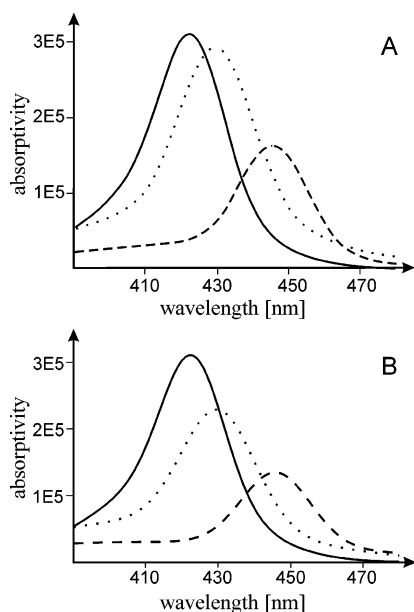 A
3E5
2E5
1E5
absorptivity
410 430 450 470
wavelength [nm]
B
3E5
2E5
1E5
absorptivity
410 430 450 470
wavelength [nm]